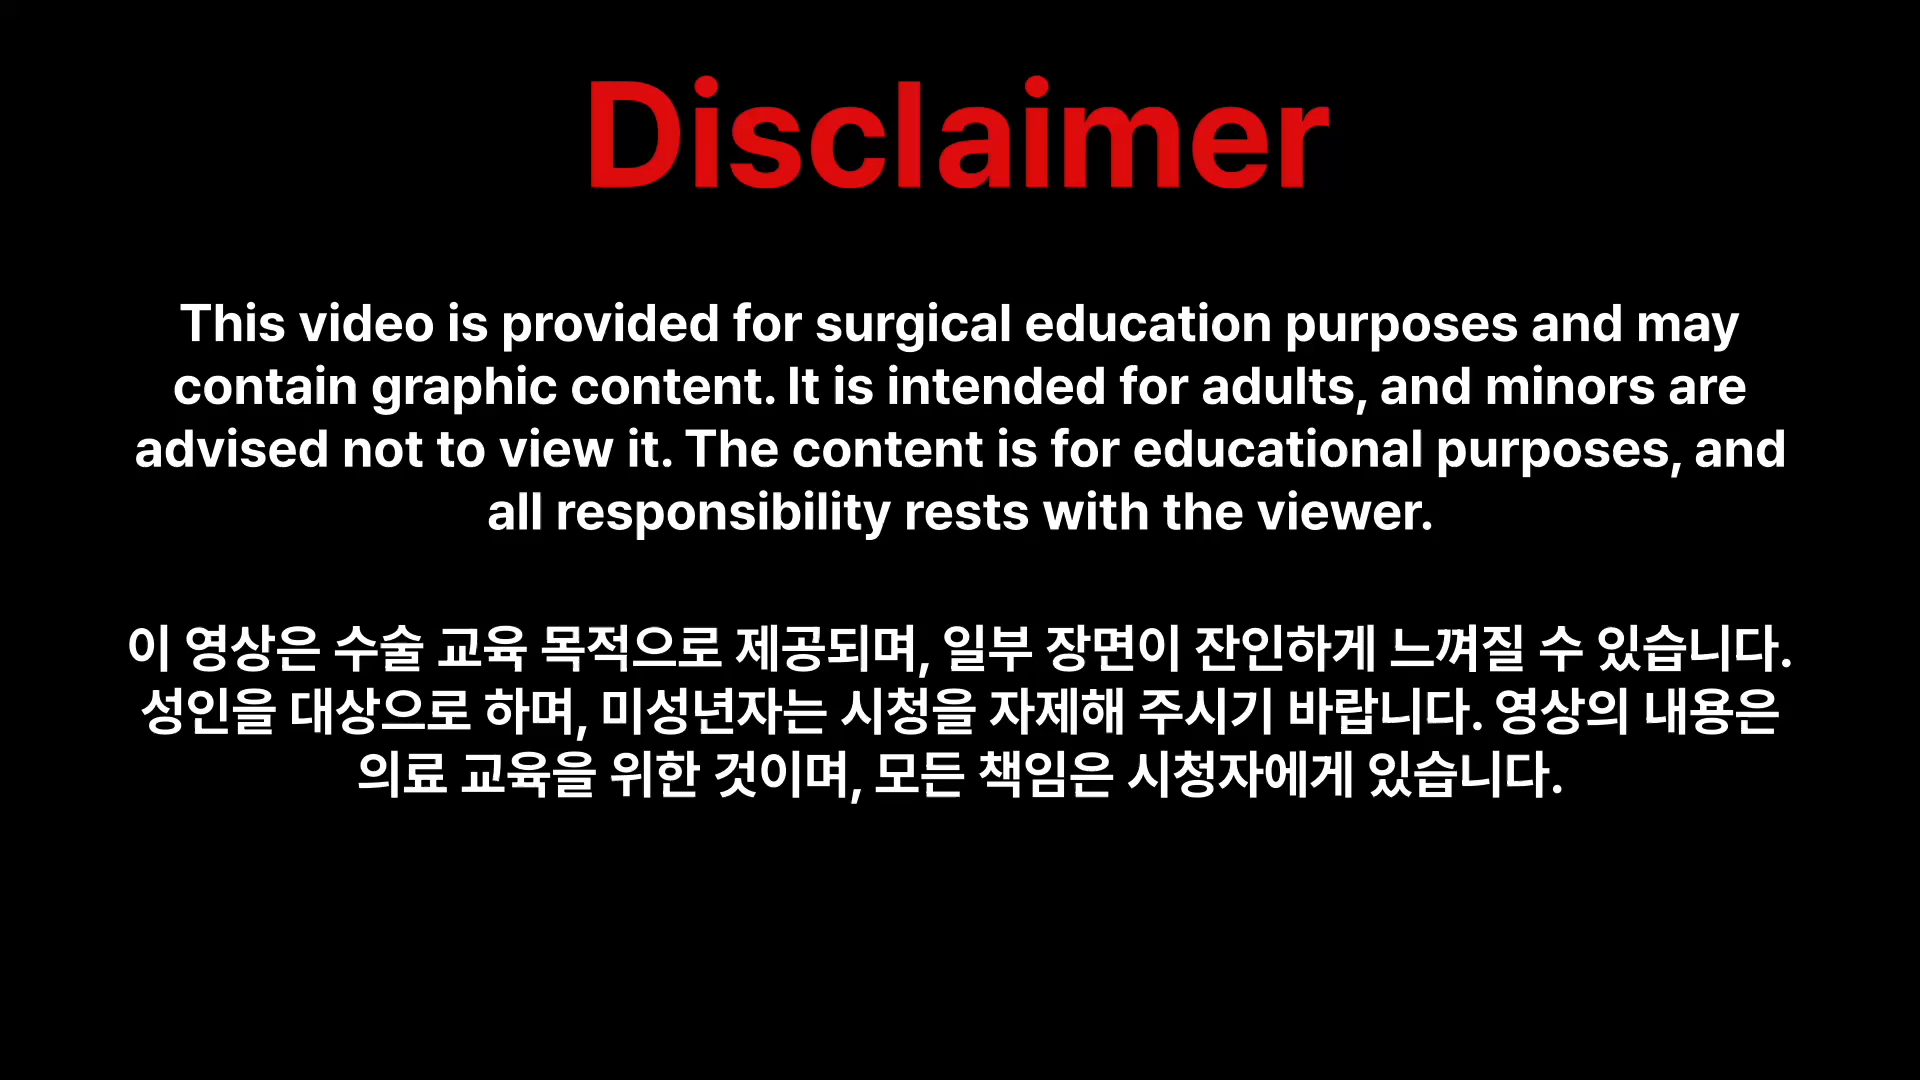 Disclaimer
This video is provided for surgical education purposes and may
contain graphic content. It is intended for adults, and minors are
advised not to view it. The content is for educational purposes, and
all responsibility rests with the viewer.
이 영상은 수술 교육 목적으로 제공되며, 일부 장면이 잔인하게 느껴질 수 있습니다.
성인을 대상으로 하며, 미성년자는 시청을 자제해 주시기 바랍니다. 영상의 내용은
의료 교육을 위한 것이며, 모든 책임은 시청자에게 있습니다.